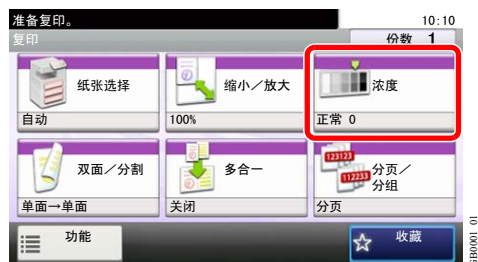 准备复印。 10:10
复印 份数 1
纸张选择 缩小／放大 浓度
自动 100% 正常 0
双面／分割 多合一 123123 112233 分页／
分组
单面→单面 关闭 分页
功能 收藏